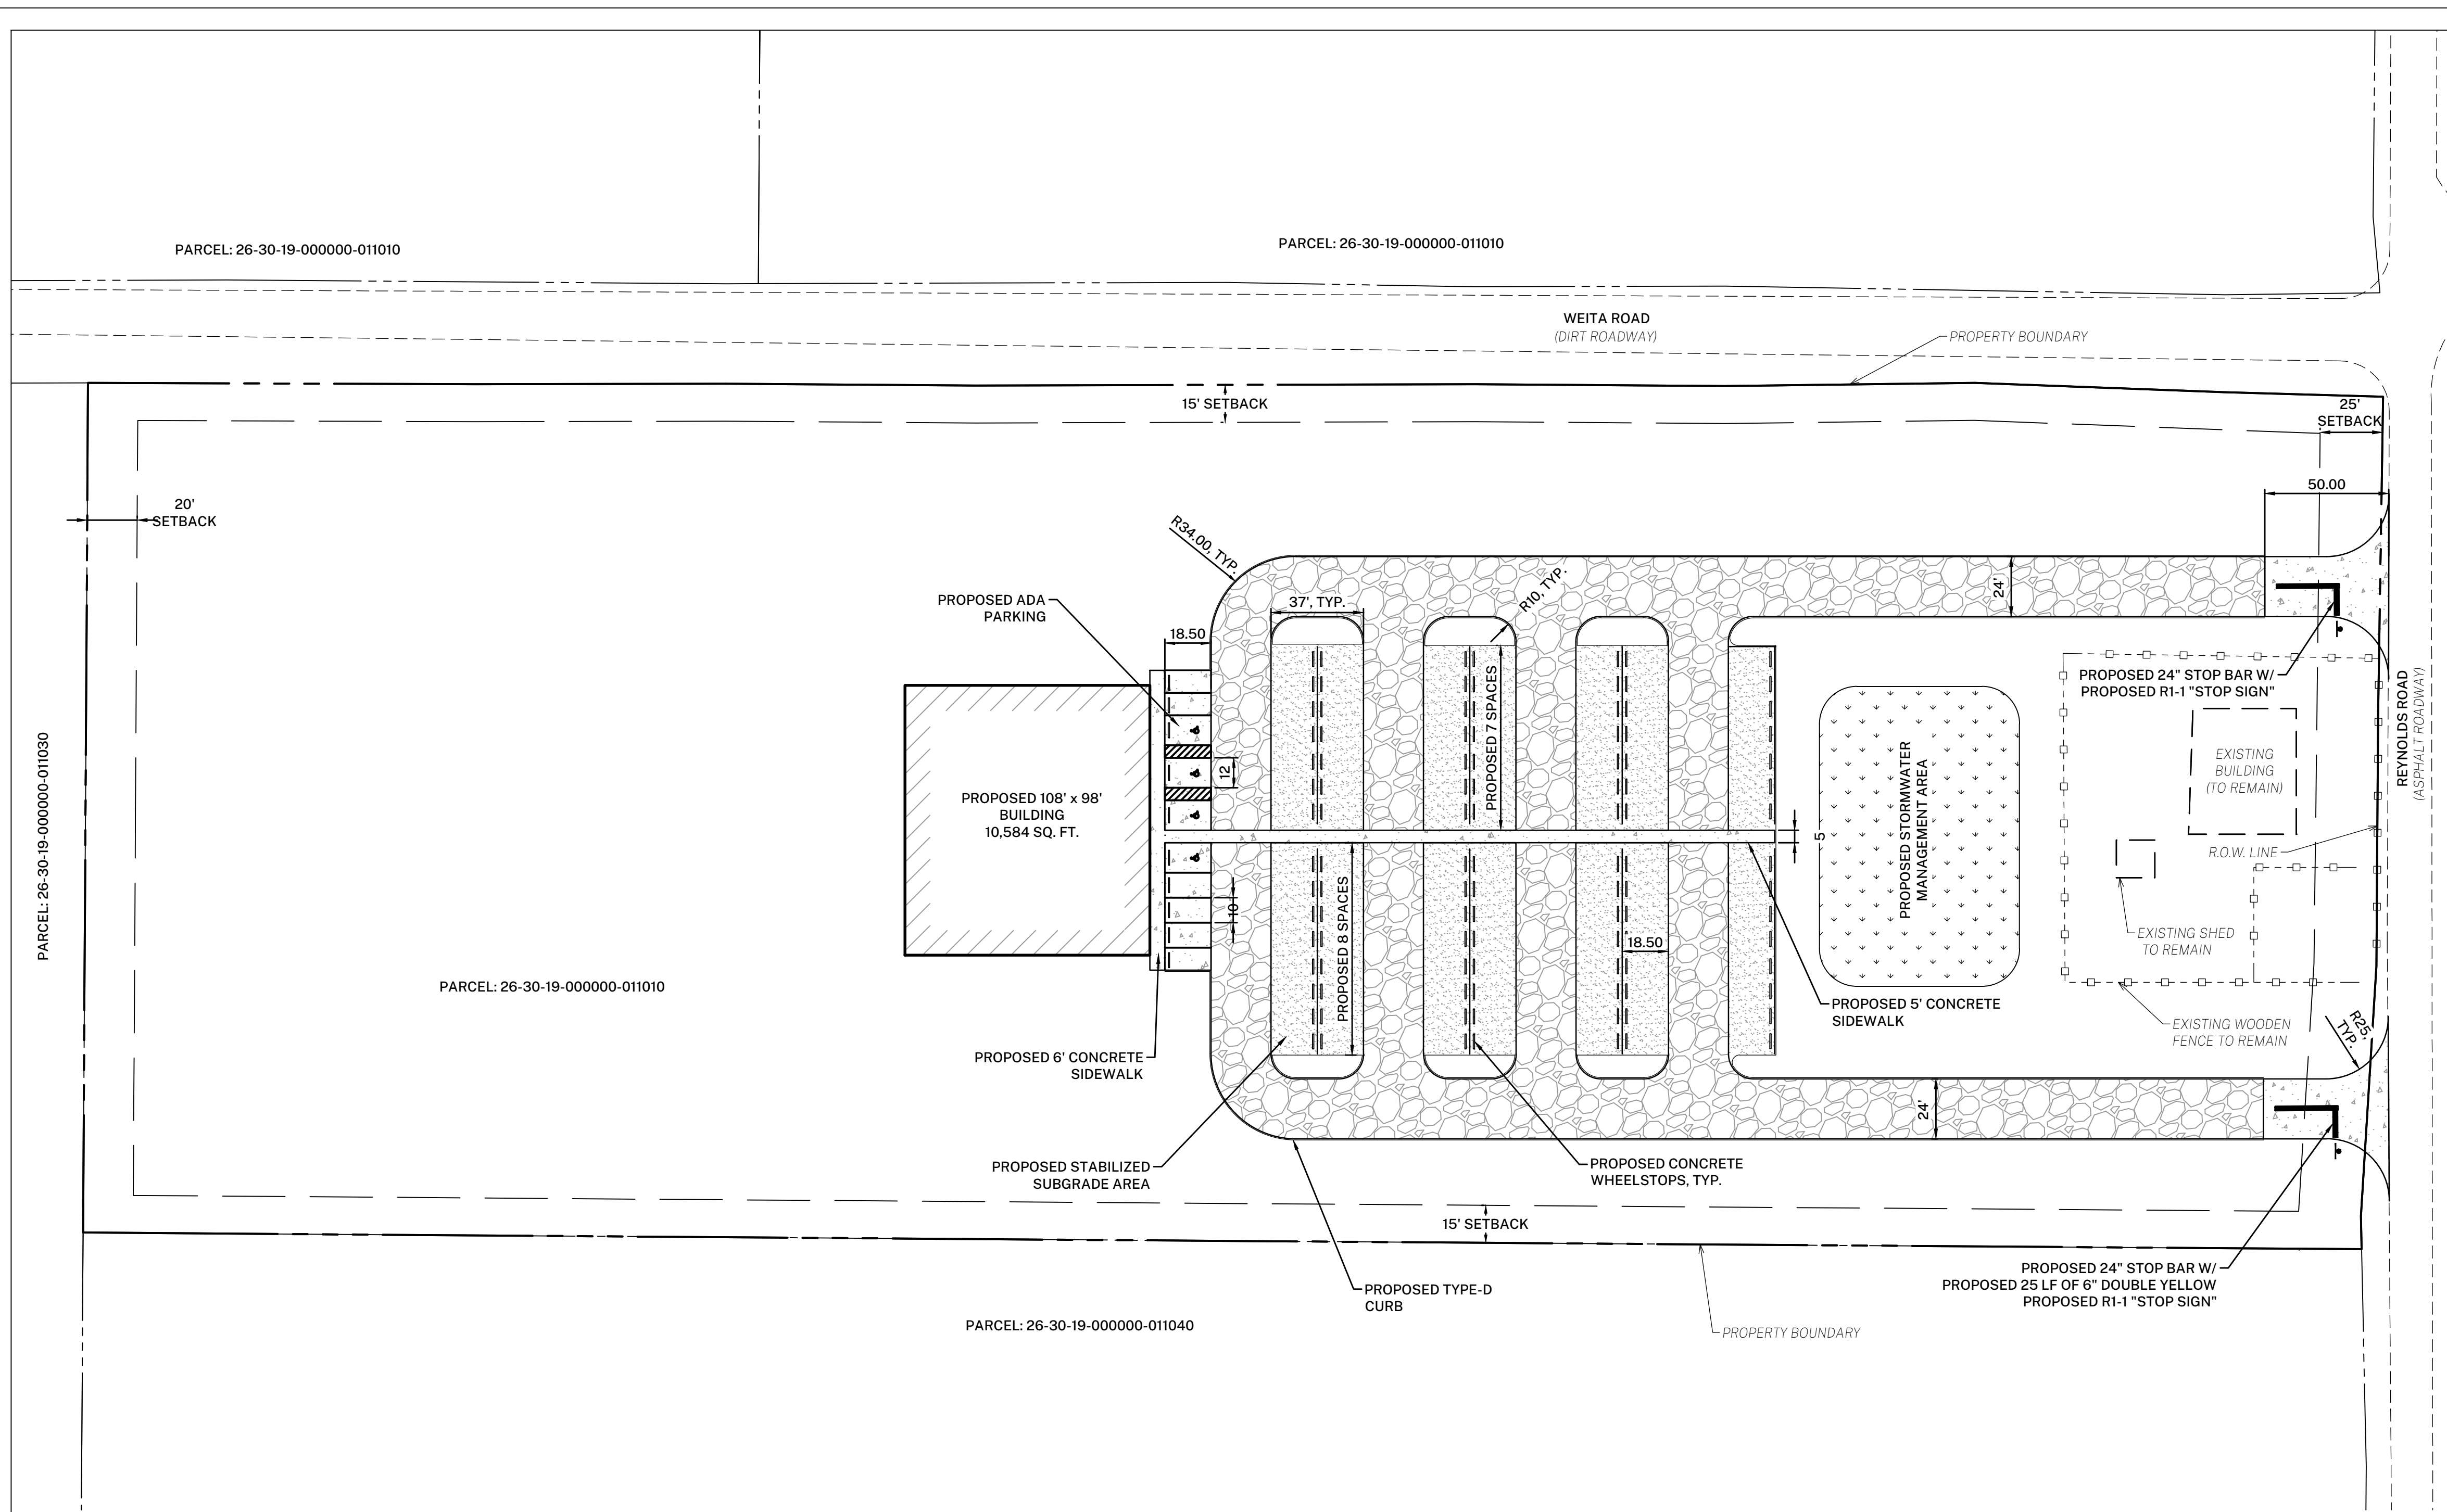 PARCEL: 26-30-19-000000-011010
PARCEL: 26-30-19-000000-011010
WEITA ROAD
(DIRT ROADWAY)
PROPERTY BOUNDARY
15' SETBACK
25'
SETBACK
20'
SETBACK
50.00
R34.00, TYP.
R10, TYP.
24'
37', TYP.
PROPOSED ADA
PARKING
18.50
PROPOSED 7 SPACES
PROPOSED 24" STOP BAR W/
PROPOSED R1-1 "STOP SIGN"
REYNOLDS ROAD
(ASPHALT ROADWAY)
PARCEL: 26-30-19-000000-011030
12
EXISTING
BUILDING
(TO REMAIN)
PROPOSED 108' x 98'
BUILDING
10,584 SQ. FT.
PROPOSED STORMWATER
MANAGEMENT AREA
5
R.O.W. LINE
10
PROPOSED 8 SPACES
18.50
EXISTING SHED
TO REMAIN
PARCEL: 26-30-19-000000-011010
PROPOSED 5' CONCRETE
SIDEWALK
EXISTING WOODEN
FENCE TO REMAIN
R25,
TYP.
PROPOSED 6' CONCRETE
SIDEWALK
24'
PROPOSED STABILIZED
SUBGRADE AREA
PROPOSED CONCRETE
WHEELSTOPS, TYP.
15' SETBACK
PROPOSED TYPE-D
CURB
PROPOSED 24" STOP BAR W/
PROPOSED 25 LF OF 6" DOUBLE YELLOW
PROPOSED R1-1 "STOP SIGN"
PARCEL: 26-30-19-000000-011040
PROPERTY BOUNDARY